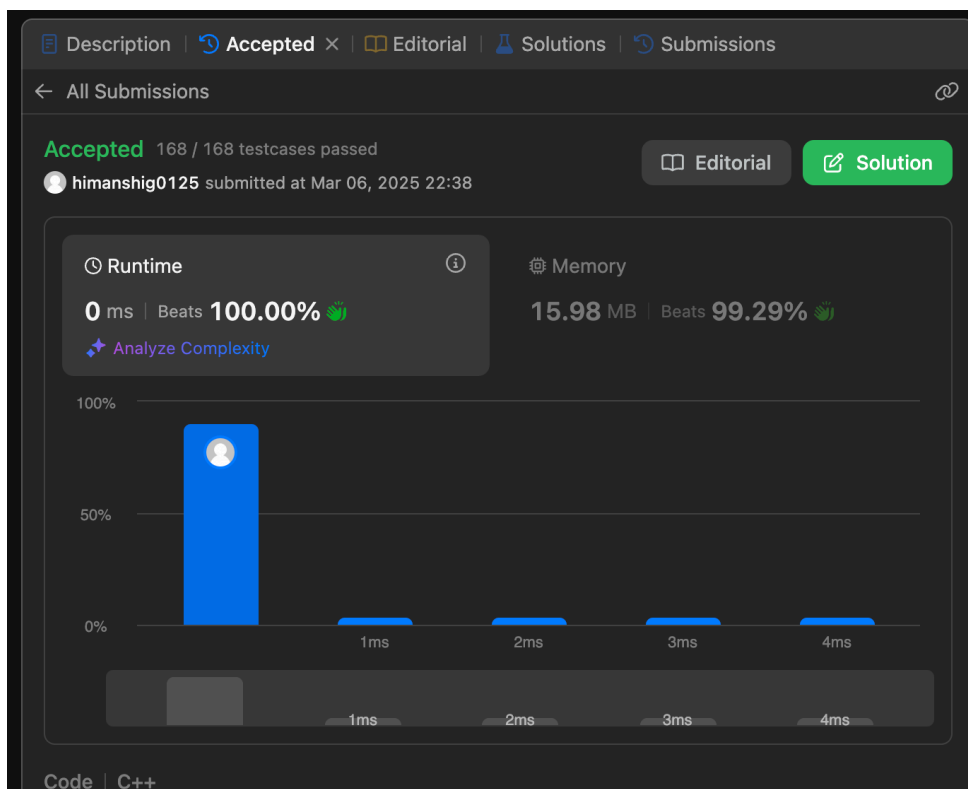 Description Accepted Editorial Solutions Submissions
All Submissions
Accepted 168 / 168 testcases passed
himanshig0125 submitted at Mar 06, 2025 22:38
Editorial
Solution
Runtime
0 ms Beats 100.00%
Analyze Complexity
Memory
15.98 MB Beats 99.29%
100%
50%
0%
1ms 2ms 3ms 4ms
1ms 2ms 3ms 4ms
Code C++